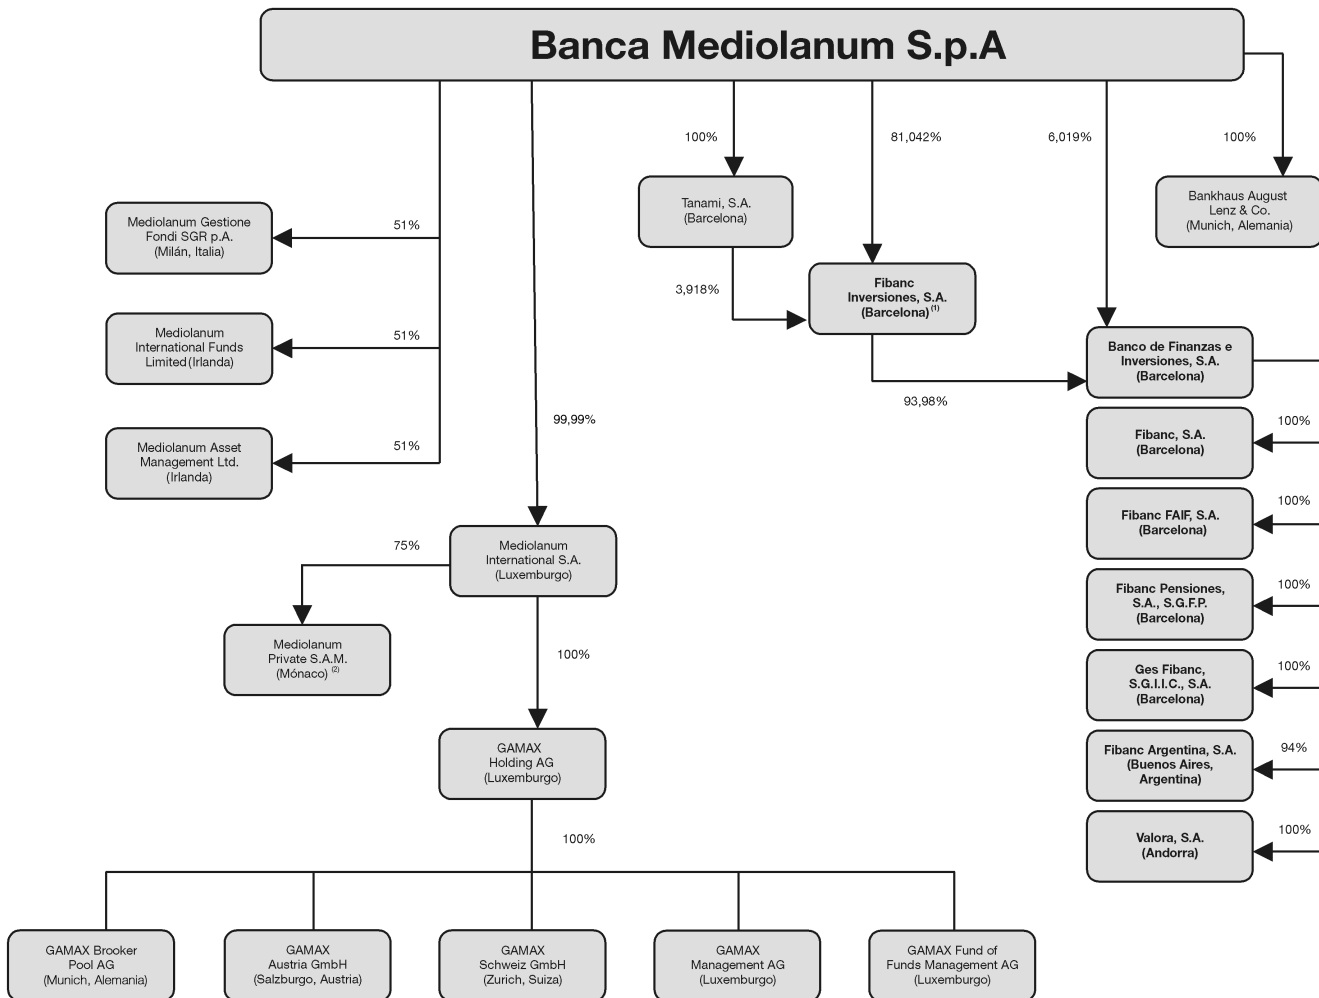 Banca Mediolanum S.p.A
100%
81,042%
6,019%
100%
Mediolanum Gestione
Fondi SGR p.A.
(Milán, Italia)
51%
Tanami, S.A.
(Barcelona)
Bankhaus August
Lenz & Co.
(Munich, Alemania)
3,918%
Fibanc
Inversiones, S.A.
(Barcelona) (1)
Mediolanum
International Funds
Limited (Irlanda)
51%
Banco de Finanzas e
Inversiones, S.A.
(Barcelona)
93,98%
99,99%
Mediolanum Asset
Management Ltd.
(Irlanda)
51%
Fibanc, S.A.
(Barcelona)
100%
Fibanc FAIF, S.A.
(Barcelona)
100%
Mediolanum
International S.A.
(Luxemburgo)
75%
Fibanc Pensiones,
S.A., S.G.F.P.
(Barcelona)
100%
Mediolanum
Private S.A.M.
(Mónaco) (2)
100%
Ges Fibanc,
S.G.I.I.C., S.A.
(Barcelona)
100%
GAMAX
Holding AG
(Luxemburgo)
Fibanc Argentina, S.A.
(Buenos Aires,
Argentina)
94%
100%
Valora, S.A.
(Andorra)
100%
GAMAX Brooker
Pool AG
(Munich, Alemania)
GAMAX
Austria GmbH
(Salzburgo, Austria)
GAMAX
Schweiz GmbH
(Zurich, Suiza)
GAMAX
Management AG
(Luxemburgo)
GAMAX Fund of
Funds Management AG
(Luxemburgo)